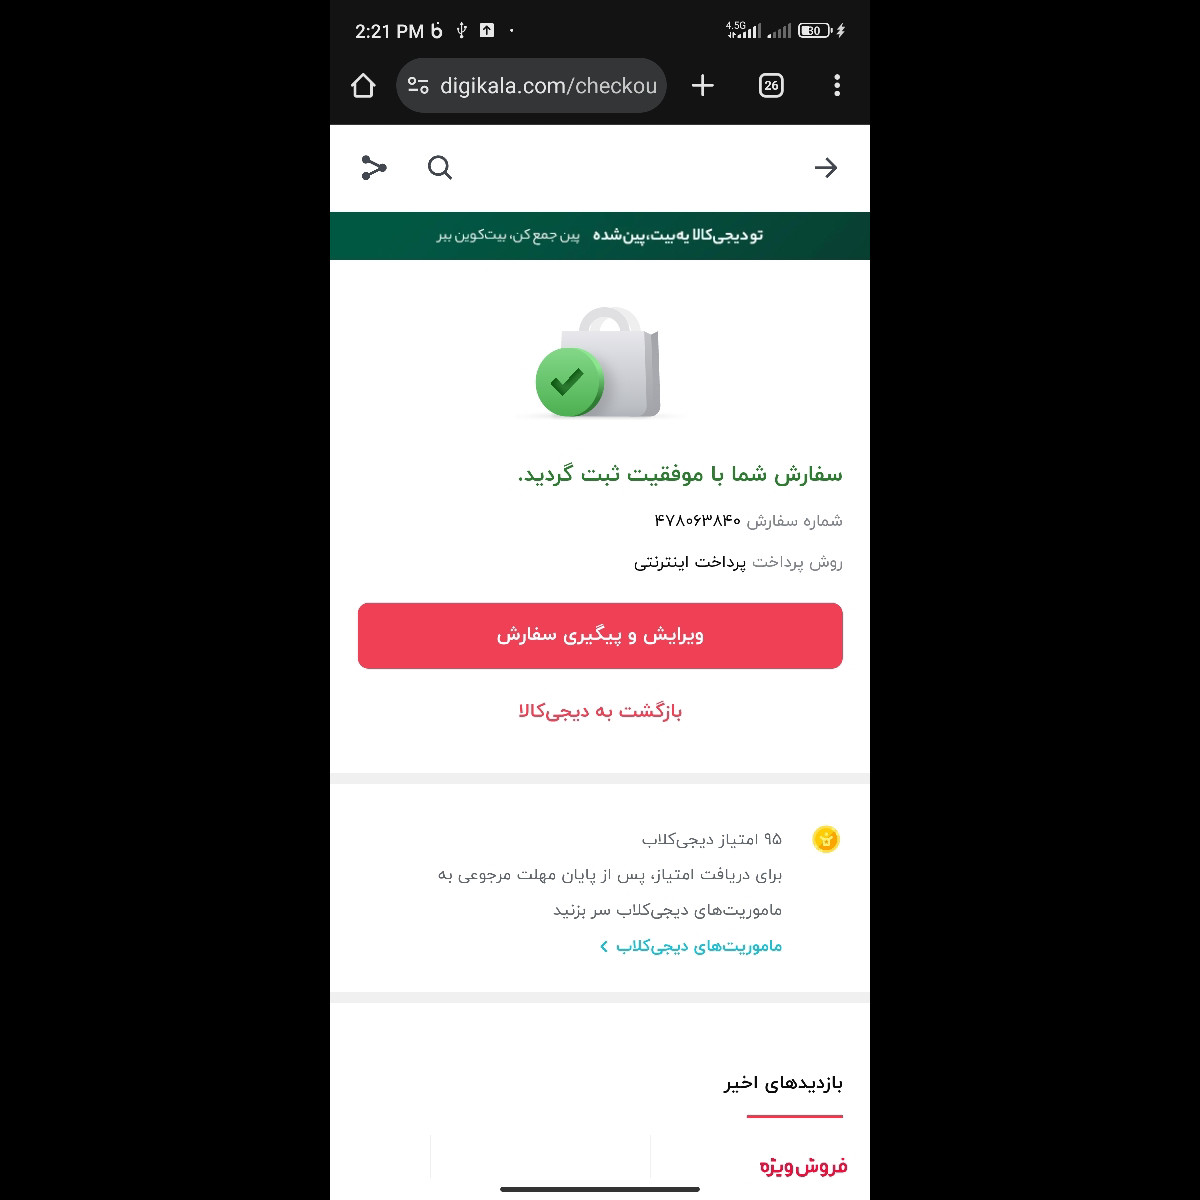 2:21 PM
4.5G
30
digikala.com/checkou
26
تو دیجی‌کالا یه بیت، پین شده پین جمع کن، بیت‌کوین ببر
سفارش شما با موفقیت ثبت گردید.
شماره سفارش ۴۷۸۰۶۳۸۴۰
روش پرداخت پرداخت اینترنتی
ویرایش و پیگیری سفارش
بازگشت به دیجی‌کالا
۹۵ امتیاز دیجی‌کلاب
برای دریافت امتیاز، پس از پایان مهلت مرجوعی به
ماموریت‌های دیجی‌کلاب سر بزنید
ماموریت‌های دیجی‌کلاب
بازدیدهای اخیر
فروش ویژه